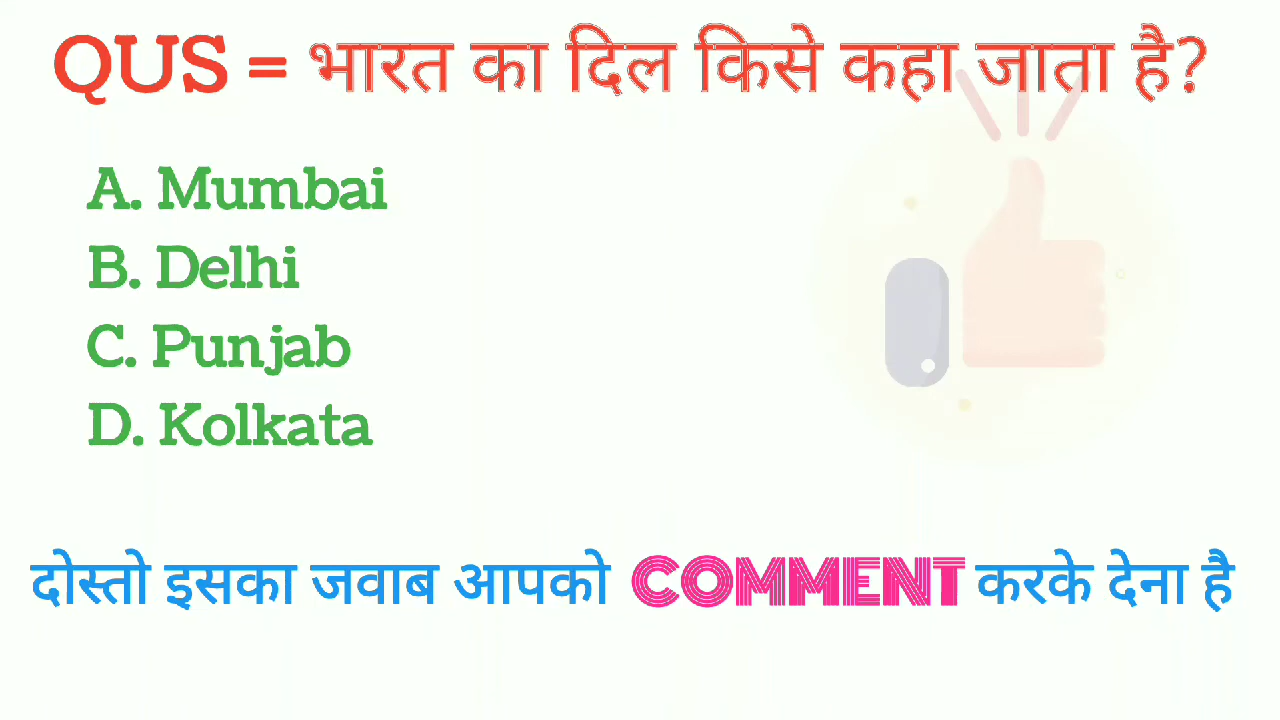 QUS = भारत का दिल किसे कहा जाता है?
A. Mumbai
B. Delhi
C. Punjab
D. Kolkata
दोस्तो इसका जवाब आपको COMMENT करके देना है